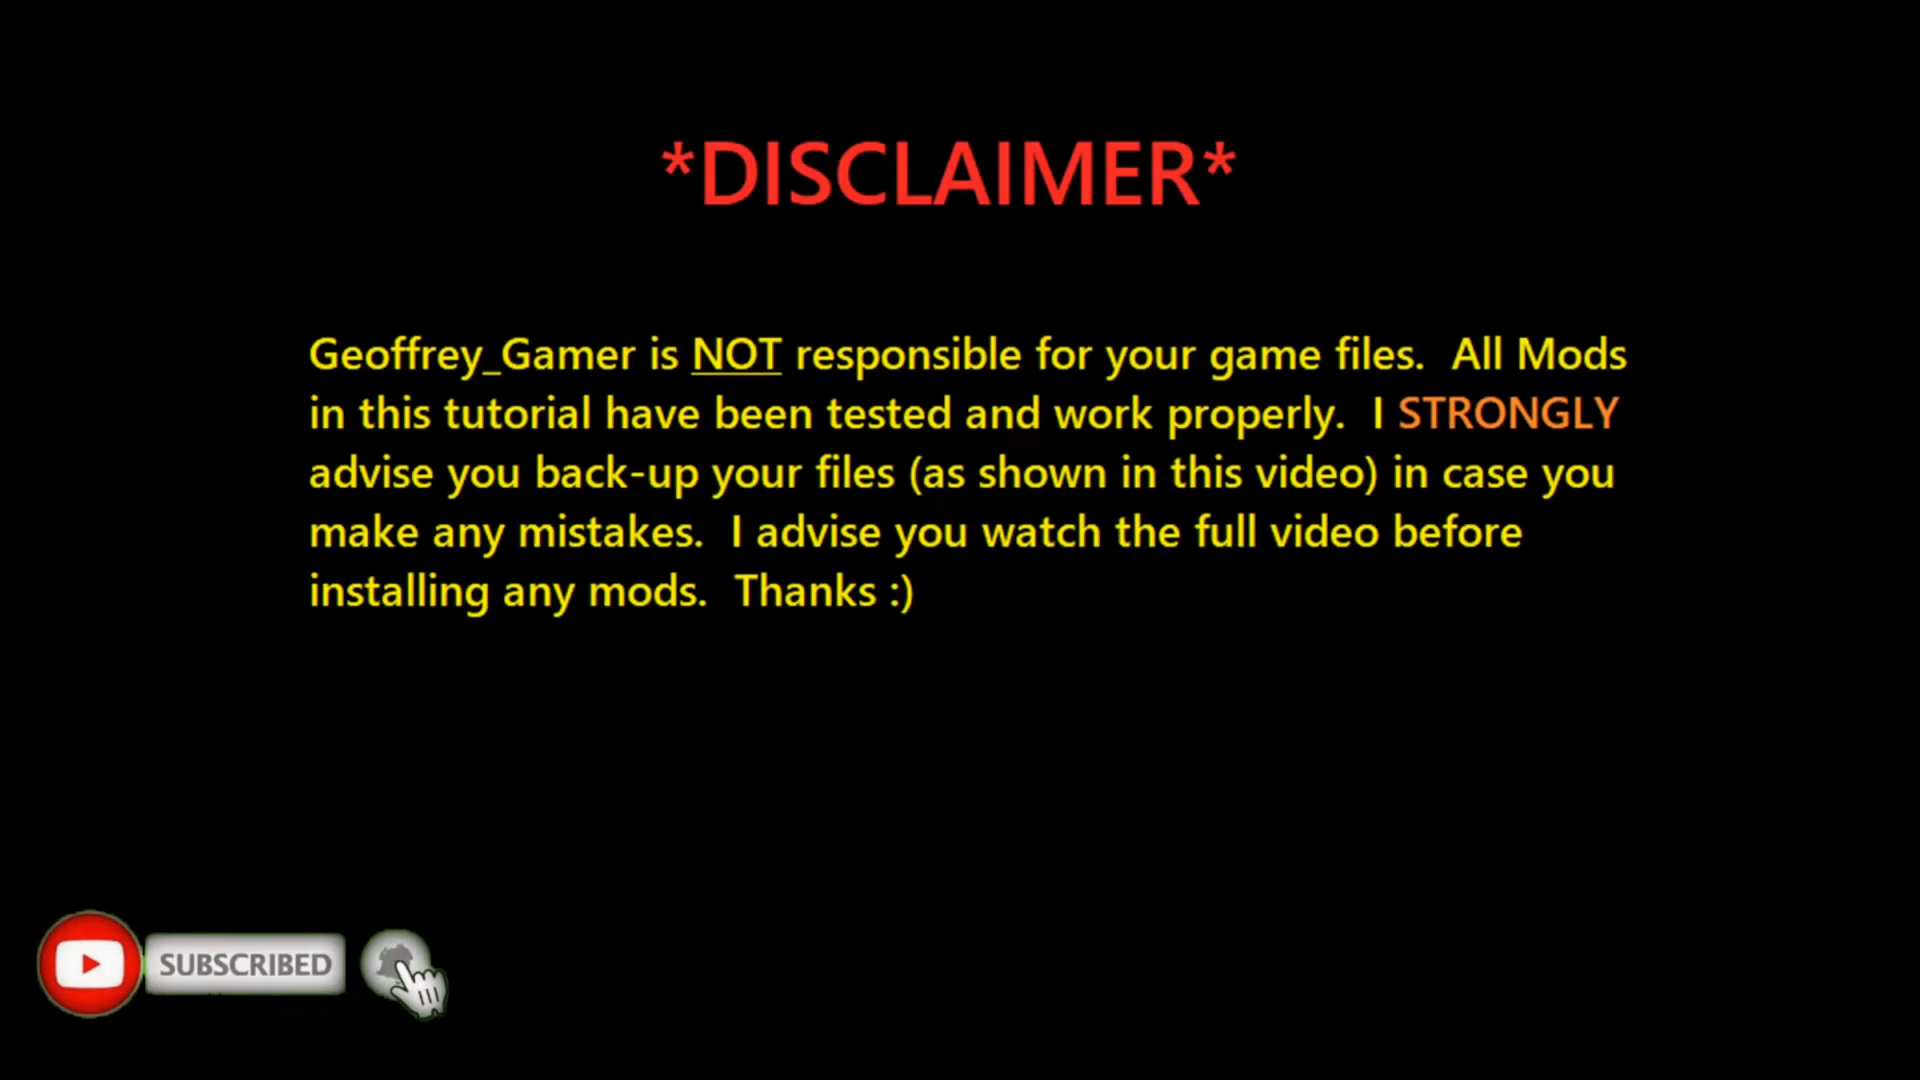 *DISCLAIMER*
Geoffrey_Gamer is NOT responsible for your game files.  All Mods
in this tutorial have been tested and work properly.  I STRONGLY
advise you back-up your files (as shown in this video) in case you
make any mistakes.  I advise you watch the full video before
installing any mods.  Thanks :)
SUBSCRIBED